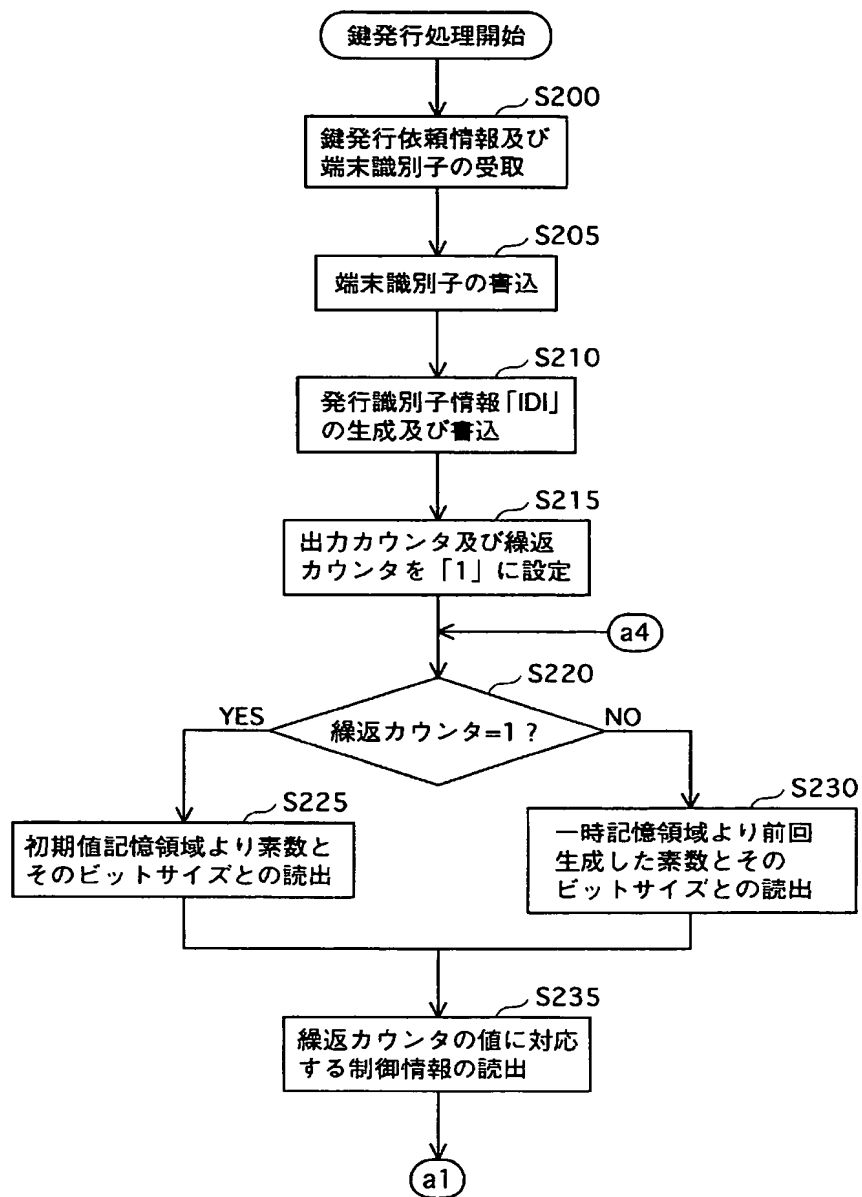 鍵発行処理開始
S200
鍵発行依頼情報及び
端末識別子の受取
S205
端末識別子の書込
S210
発行識別子情報「IDI」
の生成及び書込
S215
出力カウンタ及び繰返
カウンタを「1」に設定
a4
S220
YES
繰返カウンタ=1?
NO
S225
初期値記憶領域より素数と
そのビットサイズとの読出
S230
一時記憶領域より前回
生成した素数とその
ビットサイズとの読出
S235
繰返カウンタの値に対応
する制御情報の読出
a1